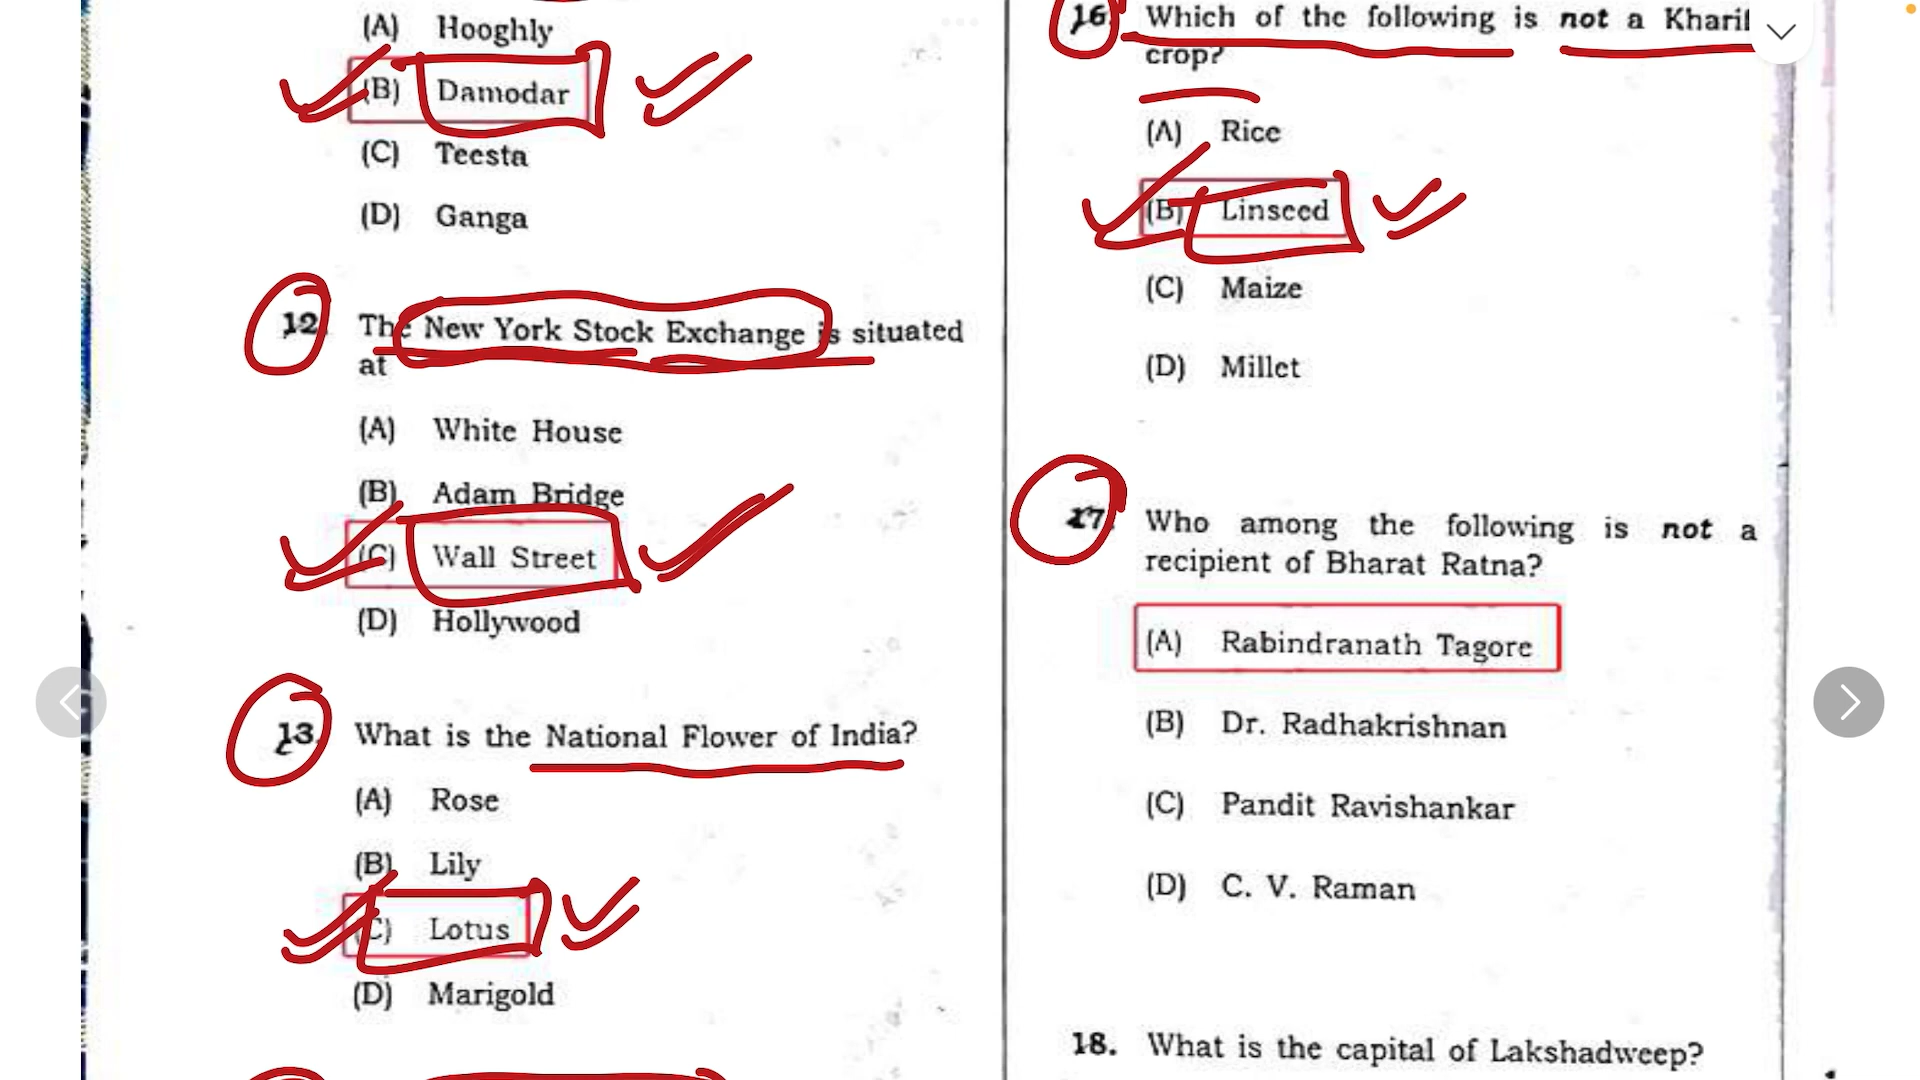 (A) Hooghly
(B) Damodar
(C) Teesta
(D) Ganga
12. The New York Stock Exchange is situated
at
(A) White House
(B) Adam Bridge
(C) Wall Street
(D) Hollywood
13. What is the National Flower of India?
(A) Rose
(B) Lily
(C) Lotus
(D) Marigold
16. Which of the following is not a Kharif
crop?
(A) Rice
(B) Linseed
(C) Maize
(D) Millet
17. Who among the following is not a
recipient of Bharat Ratna?
(A) Rabindranath Tagore
(B) Dr. Radhakrishnan
(C) Pandit Ravishankar
(D) C. V. Raman
18. What is the capital of Lakshadweep?